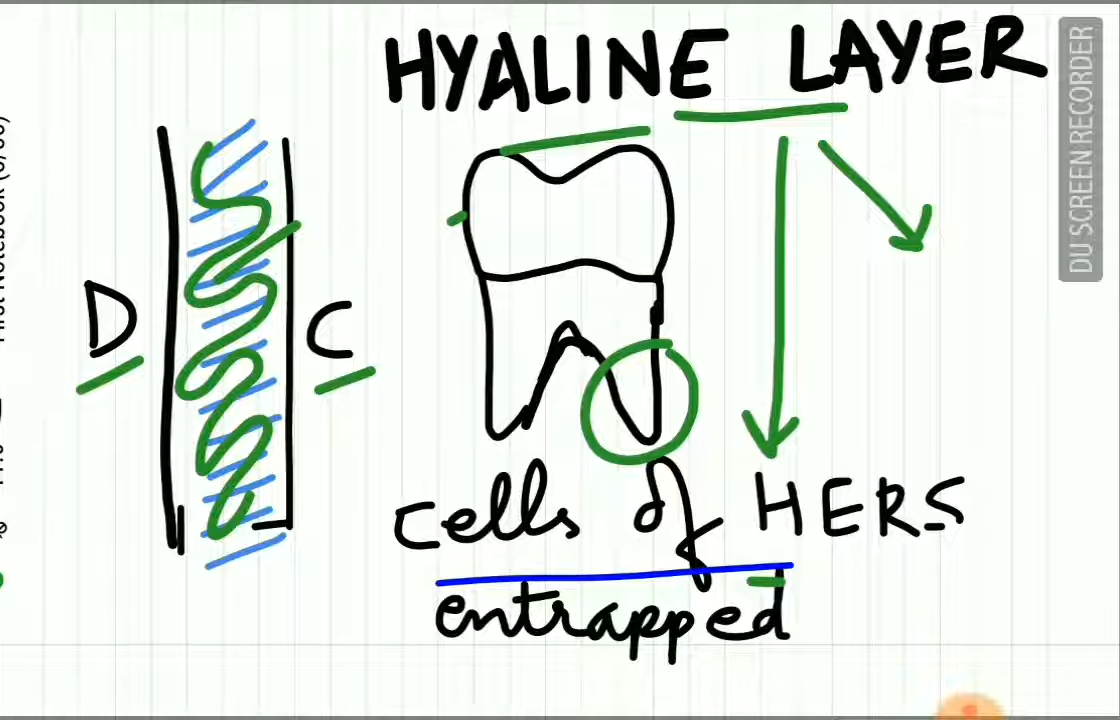 HYALINE LAYER
D
C
cells of HERS
entrapped
DU SCREEN RECORDER